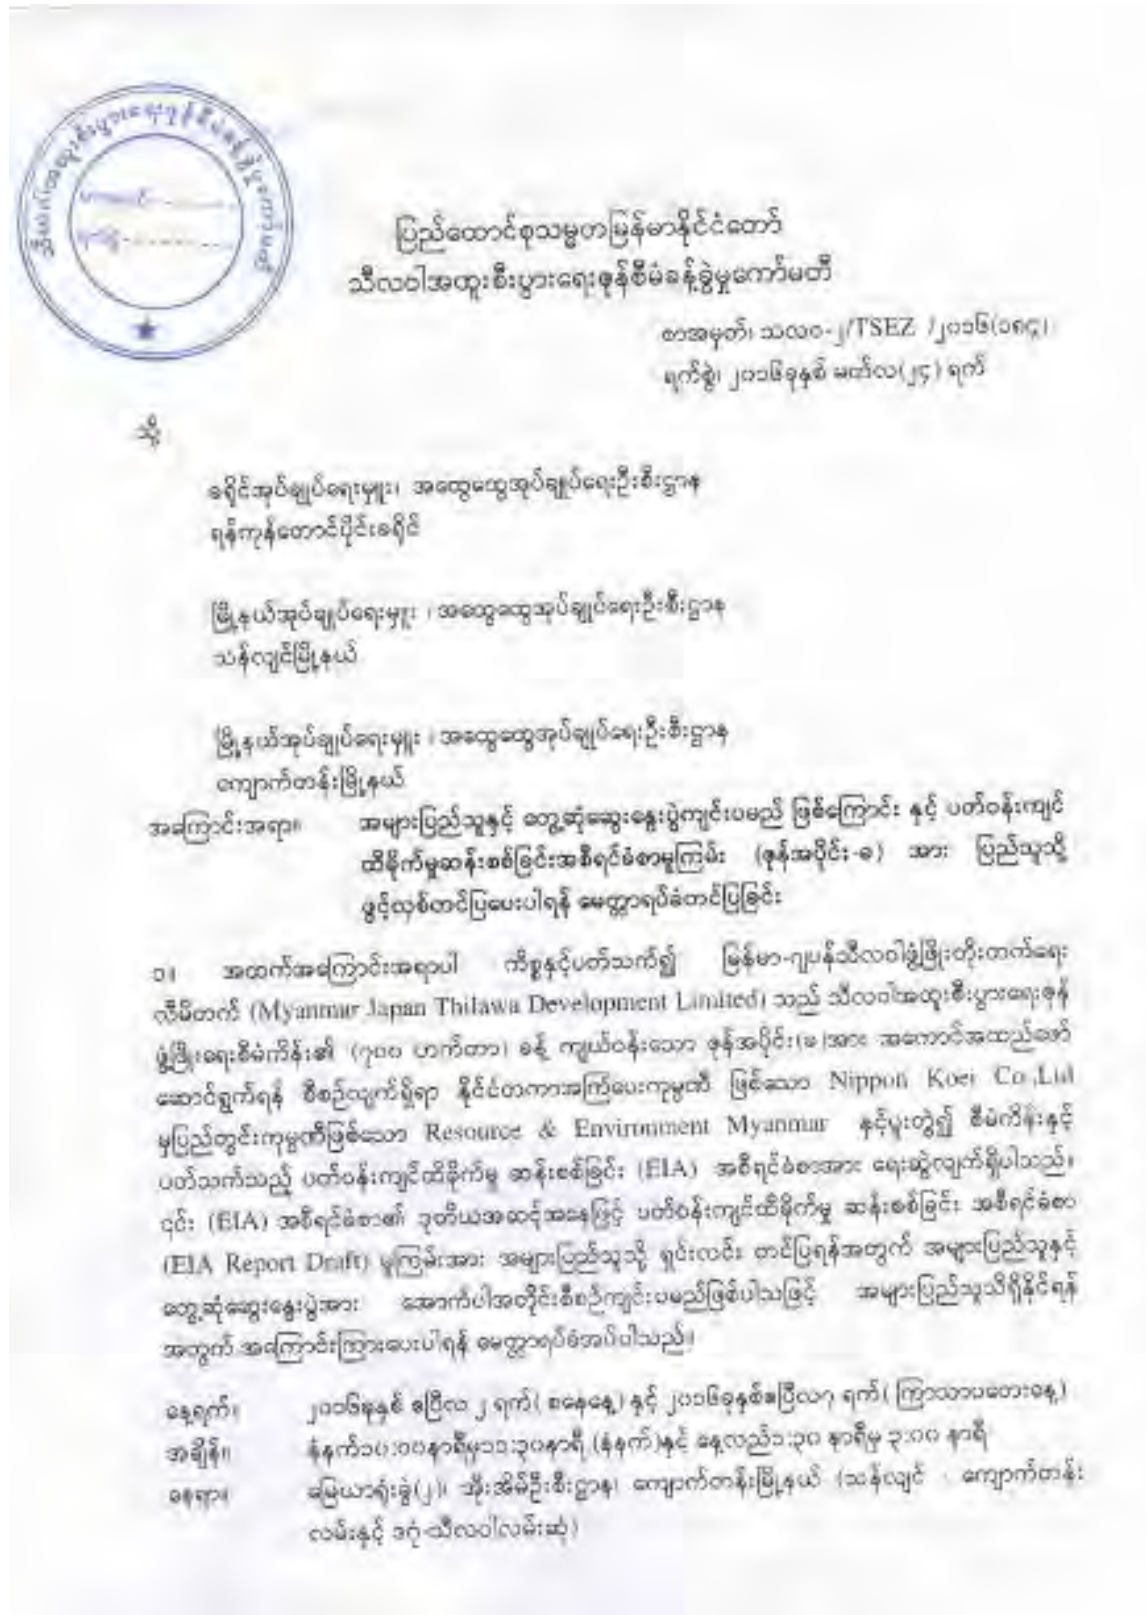 သီလဝါအထူးစီးပွားရေးဇုန်စီမံခန့်ခွဲမှုကော်မတီ
ပြည်ထောင်စုသမ္မတမြန်မာနိုင်ငံတော်
သီလဝါအထူးစီးပွားရေးဇုန်စီမံခန့်ခွဲမှုကော်မတီ
စာအမှတ်၊ သလဝ-၂/TSEZ /၂၀၁၆(၁၈၄)
ရက်စွဲ၊ ၂၀၁၆ခုနှစ် မတ်လ(၂၄) ရက်
သို့
ခရိုင်အုပ်ချုပ်ရေးမှူး၊ အထွေထွေအုပ်ချုပ်ရေးဦးစီးဌာန
ရန်ကုန်တောင်ပိုင်းခရိုင်
မြို့နယ်အုပ်ချုပ်ရေးမှူး ၊ အထွေထွေအုပ်ချုပ်ရေးဦးစီးဌာန
သန်လျင်မြို့နယ်
မြို့နယ်အုပ်ချုပ်ရေးမှူး ၊ အထွေထွေအုပ်ချုပ်ရေးဦးစီးဌာန
ကျောက်တန်းမြို့နယ်
အကြောင်းအရာ။ အများပြည်သူနှင့် တွေ့ဆုံဆွေးနွေးပွဲကျင်းပမည် ဖြစ်ကြောင်း နှင့် ပတ်ဝန်းကျင်
ထိခိုက်မှုဆန်းစစ်ခြင်းအစီရင်ခံစာမူကြမ်း (ဇုန်အပိုင်း-ခ) အား ပြည်သူသို့
ဖွင့်လှစ်တင်ပြပေးပါရန် မေတ္တာရပ်ခံတင်ပြခြင်း
၁။ အထက်အကြောင်းအရာပါ ကိစ္စနှင့်ပတ်သက်၍ မြန်မာ-ဂျပန်သီလဝါဖွံ့ဖြိုးတိုးတက်ရေး
လီမိတက် (Myanmar Japan Thilawa Development Limited) သည် သီလဝါအထူးစီးပွားရေးဇုန်
ဖွံ့ဖြိုးရေးစီမံကိန်း၏ (၇၀၀ ဟက်တာ) ခန့် ကျယ်ဝန်းသော ဇုန်အပိုင်း(ခ)အား အကောင်အထည်ဖော်
ဆောင်ရွက်ရန် စီစဉ်လျက်ရှိရာ နိုင်ငံတကာအကြံပေးကုမ္ပဏီ ဖြစ်သော Nippon Koei Co.,Ltd
မှပြည်တွင်းကုမ္ပဏီဖြစ်သော Resource & Environment Myanmar နှင့်ပူးတွဲ၍ စီမံကိန်းနှင့်
ပတ်သက်သည့် ပတ်ဝန်းကျင်ထိခိုက်မှု ဆန်းစစ်ခြင်း (EIA) အစီရင်ခံစာအား ရေးဆွဲလျက်ရှိပါသည်။
၎င်း (EIA) အစီရင်ခံစာ၏ ဒုတိယအဆင့်အနေဖြင့် ပတ်ဝန်းကျင်ထိခိုက်မှု ဆန်းစစ်ခြင်း အစီရင်ခံစာ
(EIA Report Draft) မူကြမ်းအား အများပြည်သူသို့ ရှင်းလင်း တင်ပြရန်အတွက် အများပြည်သူနှင့်
တွေ့ဆုံဆွေးနွေးပွဲအား အောက်ပါအတိုင်းစီစဉ်ကျင်းပမည်ဖြစ်ပါသဖြင့် အများပြည်သူသိရှိနိုင်ရန်
အတွက် အကြောင်းကြားပေးပါရန် မေတ္တာရပ်ခံအပ်ပါသည်။
နေ့ရက်။ ၂၀၁၆ခုနှစ် ဧပြီလ ၂ ရက်( စနေနေ့) နှင့် ၂၀၁၆ခုနှစ်ဧပြီလ၇ ရက်( ကြာသာပတေးနေ့)
အချိန်။ နံနက်၁၀:၀၀နာရီမှ၁၁:၃၀နာရီ (နံနက်)နှင့် နေ့လည်၁:၃၀ နာရီမှ ၃:၀၀ နာရီ
နေရာ။ မြေယာရုံးခွဲ(၂)၊ အိုးအိမ်ဦးစီးဌာန၊ ကျောက်တန်းမြို့နယ် (သန်လျင် - ကျောက်တန်း
လမ်းနှင့် ဒဂုံ-သီလဝါလမ်းဆုံ)